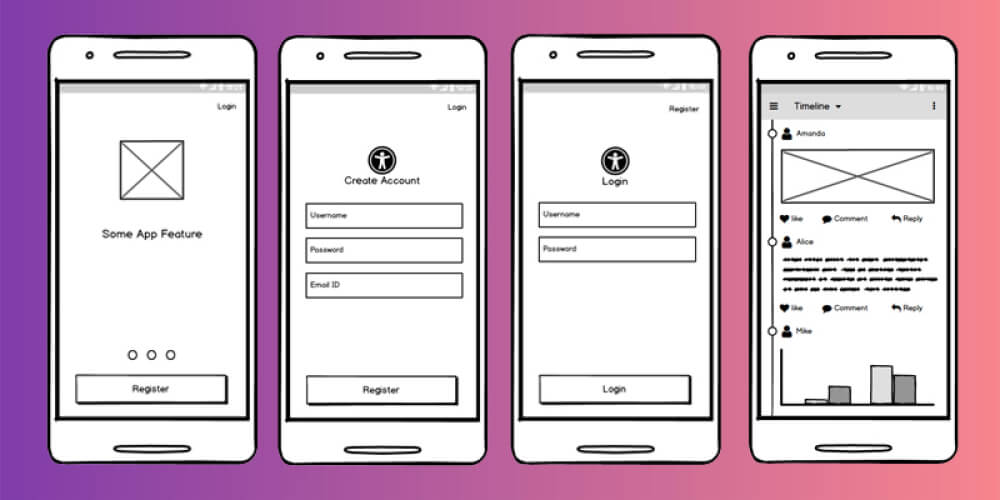 Login
Some App Feature
Register
Login
Create Account
Username
Password
Email ID
Register
Register
Login
Username
Password
Login
Timeline
Amanda
like Comment Reply
Alice
like Comment Reply
Mike